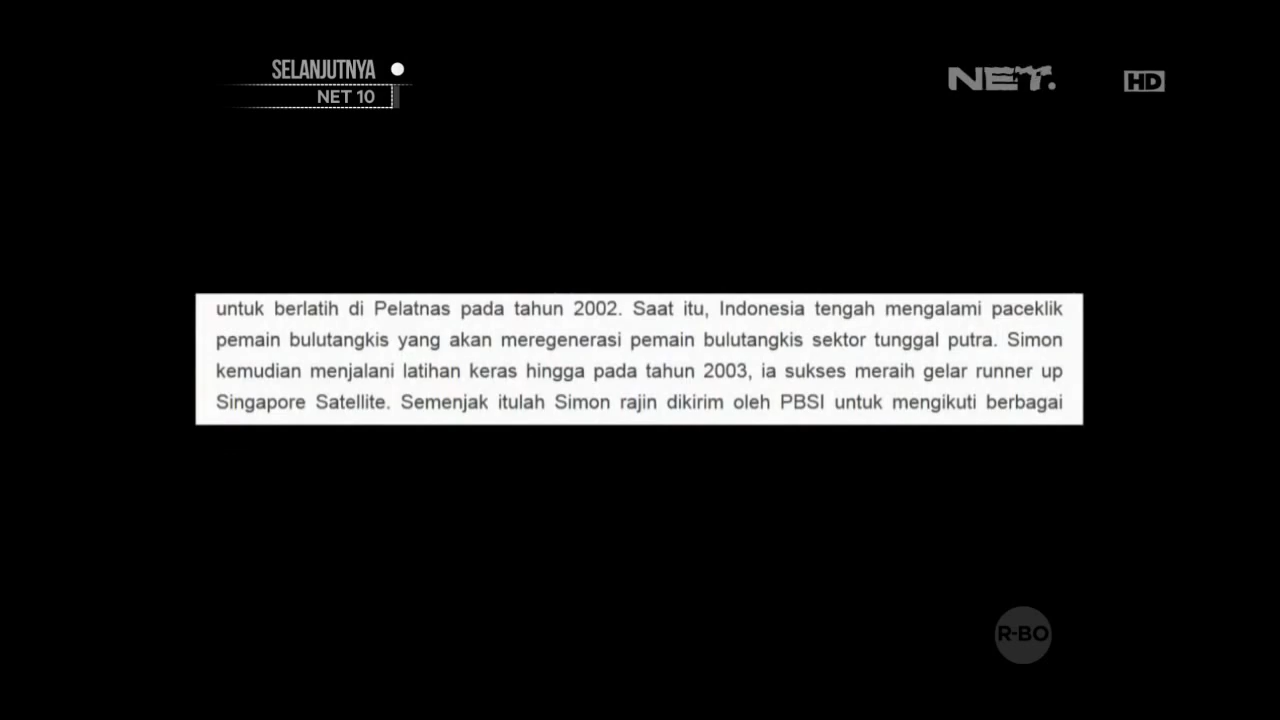 SELANJUTNYA
NET 10
NET.
HD
untuk berlatih di Pelatnas pada tahun 2002. Saat itu, Indonesia tengah mengalami paceklik
pemain bulutangkis yang akan meregenerasi pemain bulutangkis sektor tunggal putra. Simon
kemudian menjalani latihan keras hingga pada tahun 2003, ia sukses meraih gelar runner up
Singapore Satellite. Semenjak itulah Simon rajin dikirim oleh PBSI untuk mengikuti berbagai
R-BO